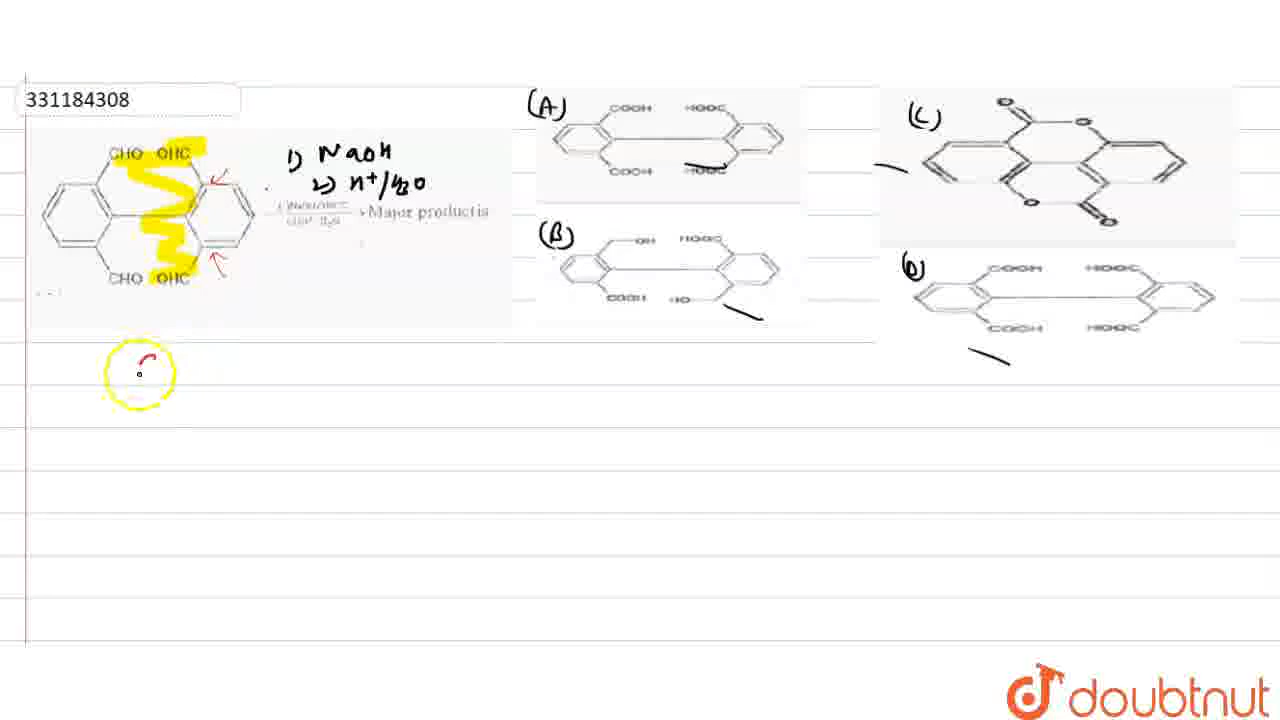 331184308
CHO OHC
CHO OHC
1) NaOH
2) H+/H2O
Major product is
(A)
COOH HOOC
COOH HOOC
(B)
OH HOOC
COOH HO
(C)
O O
O O
(D)
COOH HOOC
COOH HOOC
doubtnut